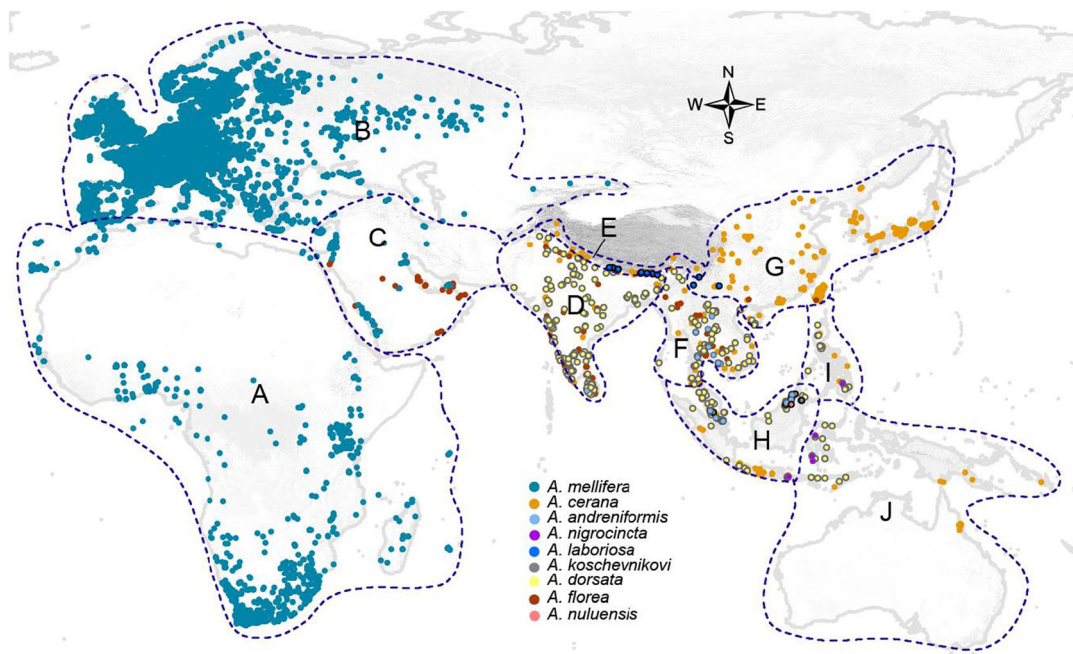 N
W E
S
B
E
C
G
D
F
I
A
H
J
A. mellifera
A. cerana
A. andreniformis
A. nigrocincta
A. laboriosa
A. koschevnikovi
A. dorsata
A. florea
A. nuluensis